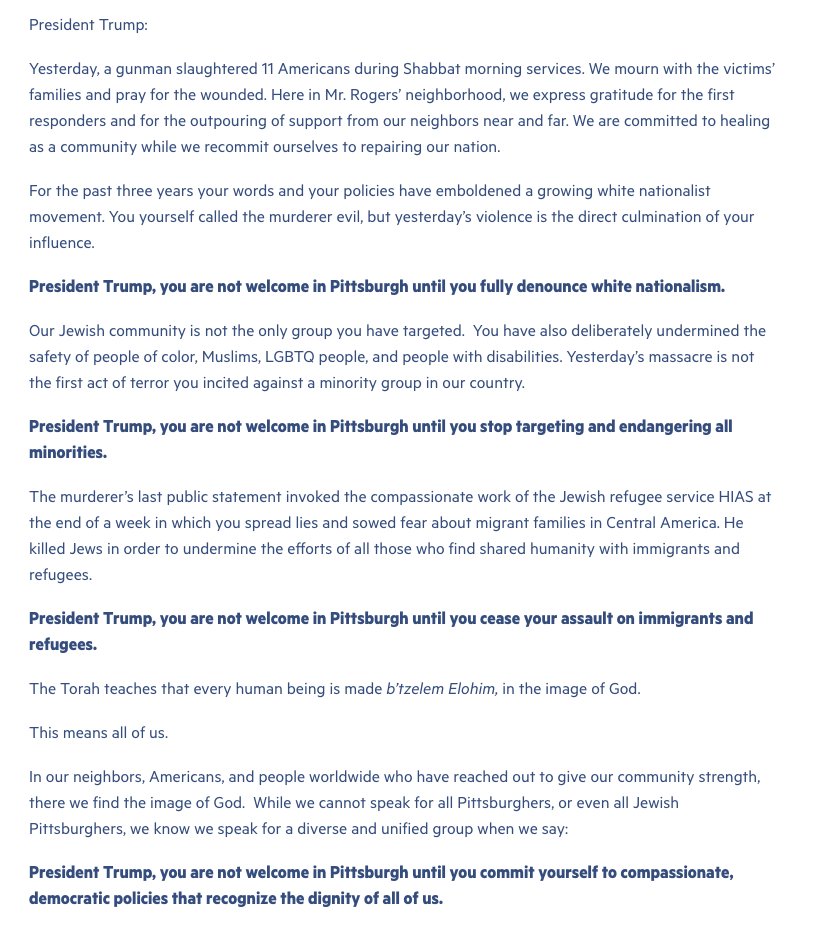 President Trump:
Yesterday, a gunman slaughtered 11 Americans during Shabbat morning services. We mourn with the victims’
families and pray for the wounded. Here in Mr. Rogers’ neighborhood, we express gratitude for the first
responders and for the outpouring of support from our neighbors near and far. We are committed to healing
as a community while we recommit ourselves to repairing our nation.
For the past three years your words and your policies have emboldened a growing white nationalist
movement. You yourself called the murderer evil, but yesterday’s violence is the direct culmination of your
influence.
President Trump, you are not welcome in Pittsburgh until you fully denounce white nationalism.
Our Jewish community is not the only group you have targeted.  You have also deliberately undermined the
safety of people of color, Muslims, LGBTQ people, and people with disabilities. Yesterday’s massacre is not
the first act of terror you incited against a minority group in our country.
President Trump, you are not welcome in Pittsburgh until you stop targeting and endangering all
minorities.
The murderer’s last public statement invoked the compassionate work of the Jewish refugee service HIAS at
the end of a week in which you spread lies and sowed fear about migrant families in Central America. He
killed Jews in order to undermine the efforts of all those who find shared humanity with immigrants and
refugees.
President Trump, you are not welcome in Pittsburgh until you cease your assault on immigrants and
refugees.
The Torah teaches that every human being is made b’tzelem Elohim, in the image of God.
This means all of us.
In our neighbors, Americans, and people worldwide who have reached out to give our community strength,
there we find the image of God.  While we cannot speak for all Pittsburghers, or even all Jewish
Pittsburghers, we know we speak for a diverse and unified group when we say:
President Trump, you are not welcome in Pittsburgh until you commit yourself to compassionate,
democratic policies that recognize the dignity of all of us.